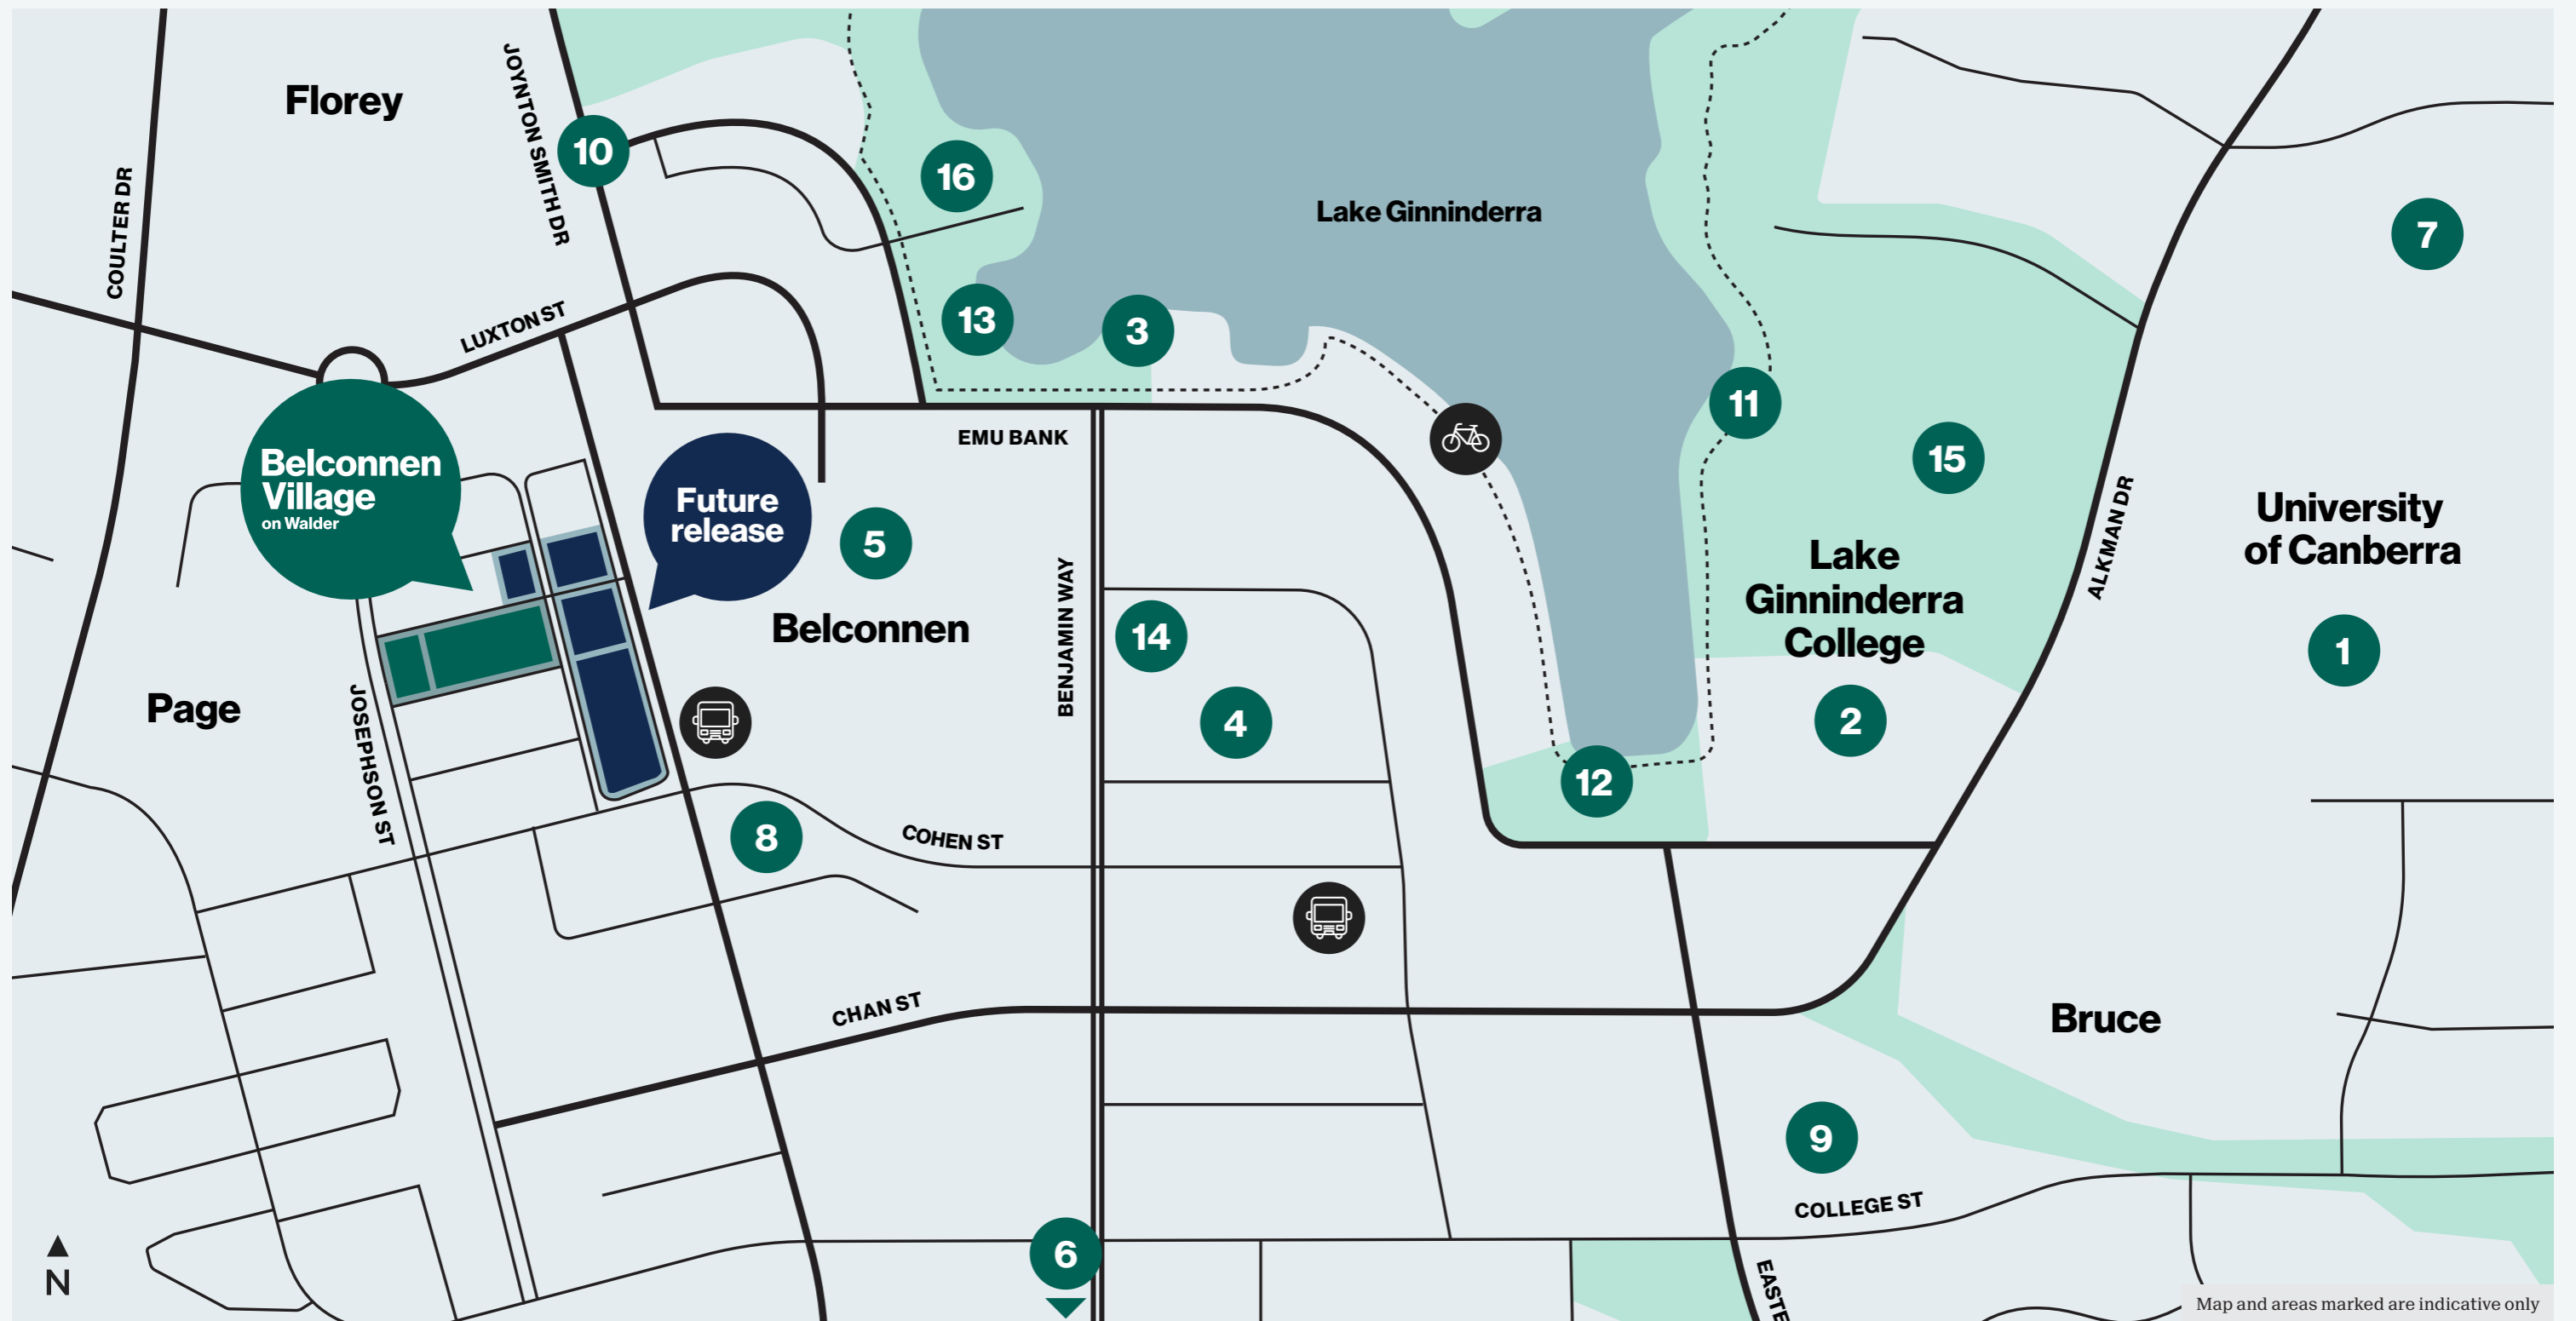 Florey
JOYNTON SMITH DR
10
16
Lake Ginninderra
7
COULTER DR
LUXTON ST
13
3
11
EMU BANK
15
Belconnen
Village
on Walder
Future
release
5
ALKMAN DR
University
of Canberra
Lake
Ginninderra
College
BENJAMIN WAY
14
Belconnen
1
Page
JOSEPHSON ST
4
2
12
8
COHEN ST
CHAN ST
Bruce
9
COLLEGE ST
6
N
EASTE
Map and areas marked are indicative only